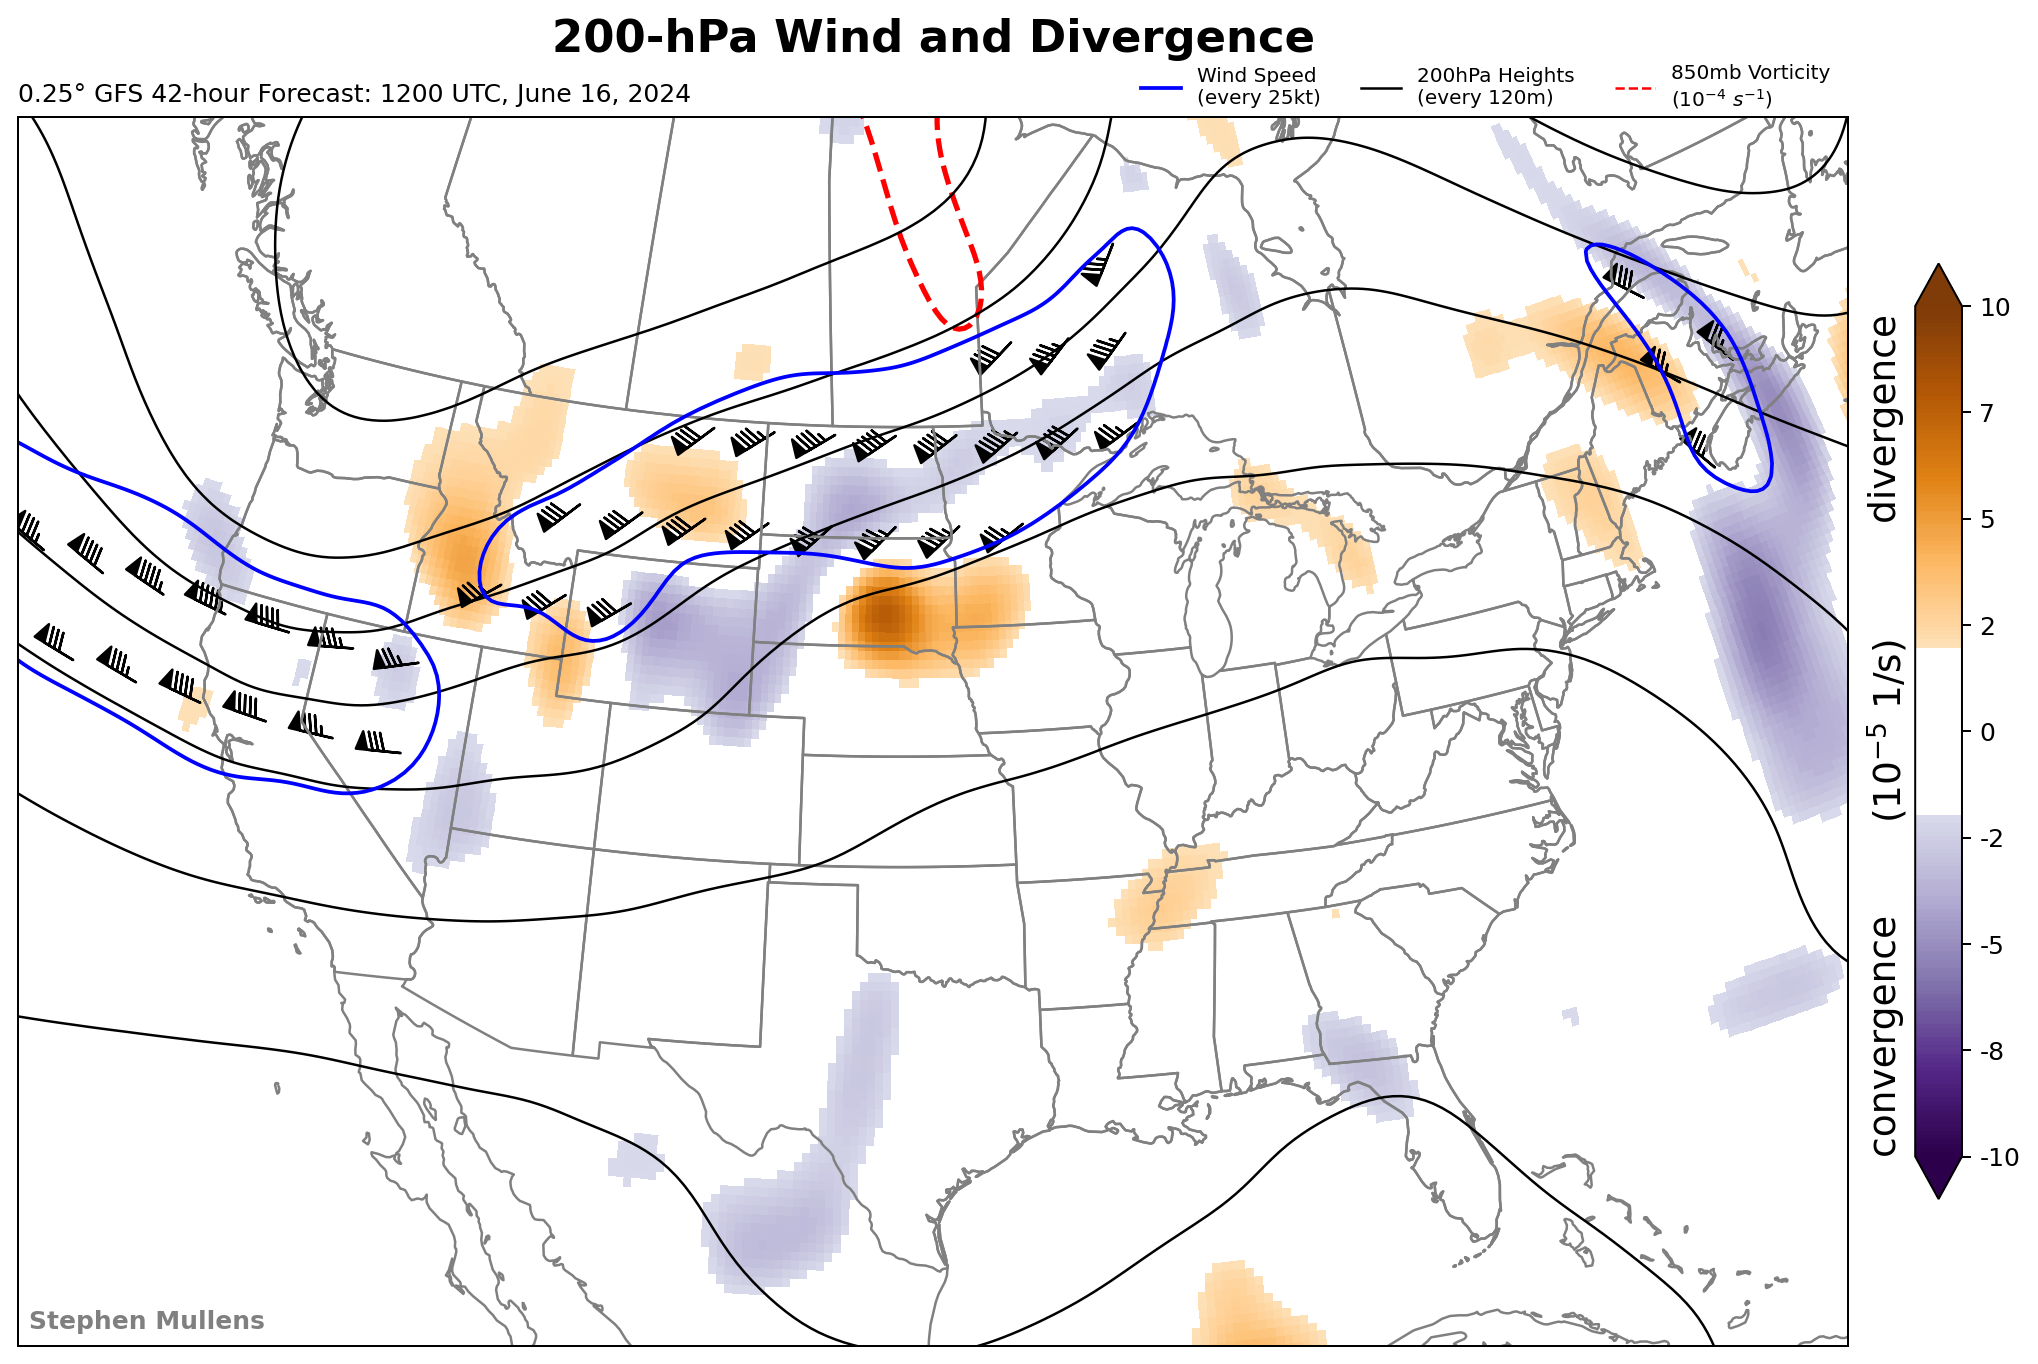 200-hPa Wind and Divergence
0.25° GFS 42-hour Forecast: 1200 UTC, June 16, 2024
Wind Speed
(every 25kt)
200hPa Heights
(every 120m)
850mb Vorticity
(10⁻⁴ s⁻¹)
10
7
5
2
0
-2
-5
-8
-10
convergence (10⁻⁵ 1/s) divergence
Stephen Mullens